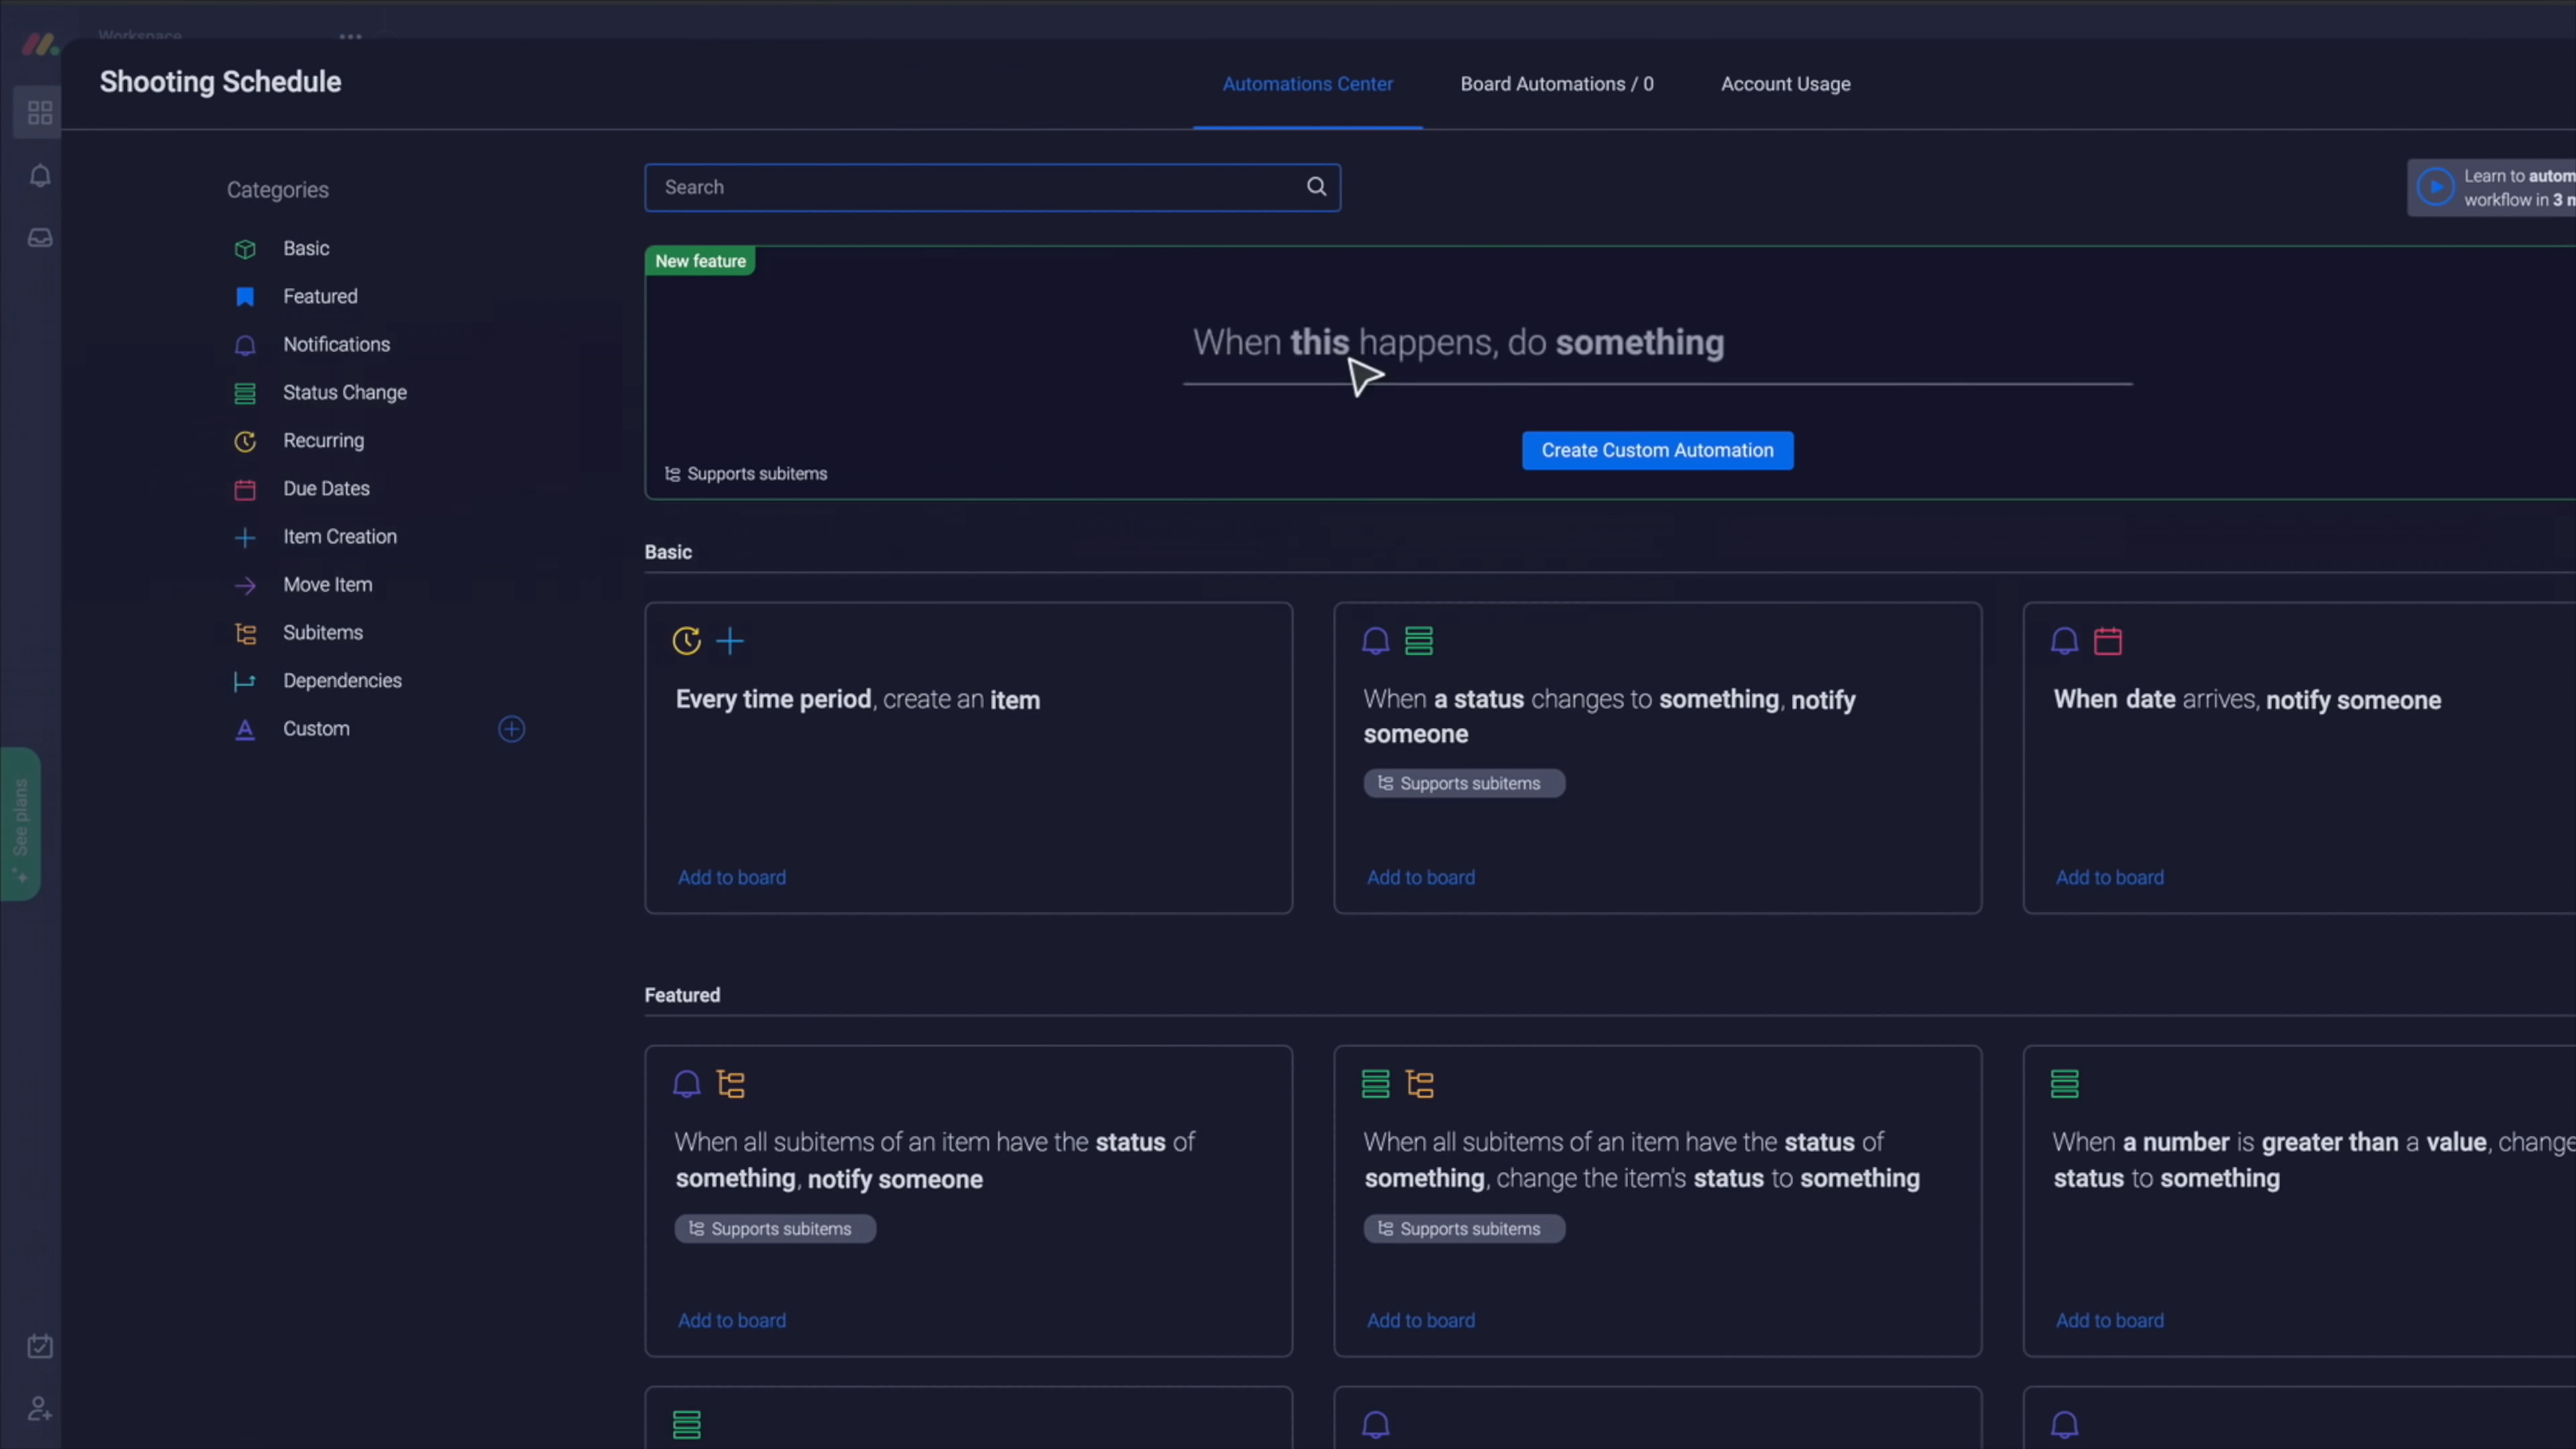 Workspace
Shooting Schedule
Automations Center
Board Automations / 0
Account Usage
Categories
Basic
Featured
Notifications
Status Change
Recurring
Due Dates
Item Creation
Move Item
Subitems
Dependencies
Custom
See plans
Search
Learn to autom
workflow in 3 m
New feature
When this happens, do something
Create Custom Automation
Supports subitems
Basic
Every time period, create an item
Add to board
When a status changes to something, notify
someone
Supports subitems
Add to board
When date arrives, notify someone
Add to board
Featured
When all subitems of an item have the status of
something, notify someone
Supports subitems
Add to board
When all subitems of an item have the status of
something, change the item's status to something
Supports subitems
Add to board
When a number is greater than a value, change
status to something
Add to board